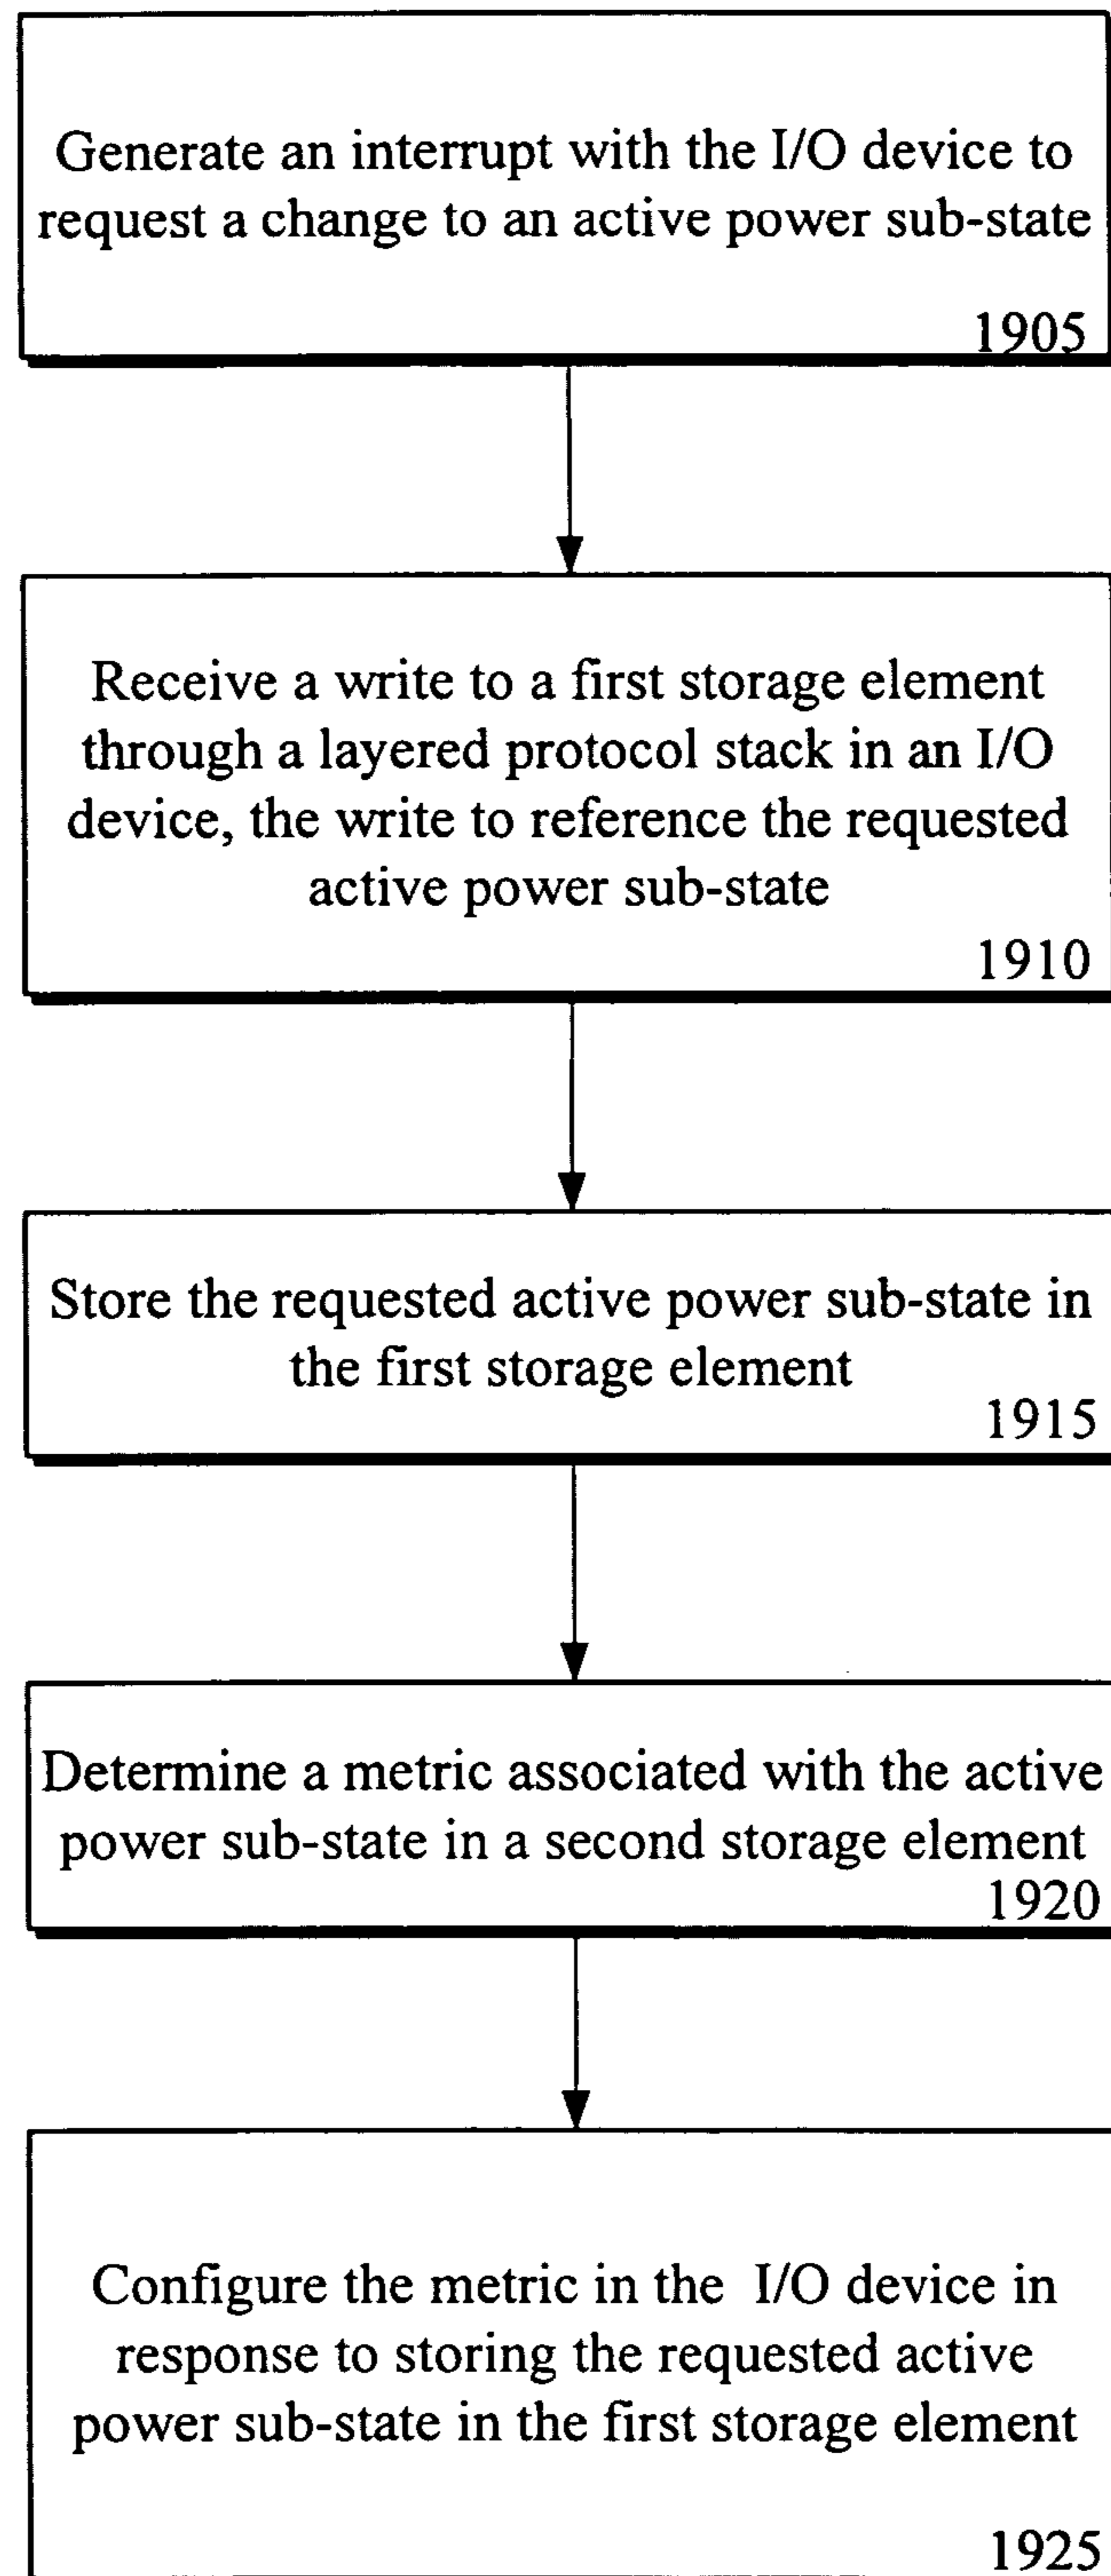 Generate an interrupt with the I/O device to
request a change to an active power sub-state
1905
Receive a write to a first storage element
through a layered protocol stack in an I/O
device, the write to reference the requested
active power sub-state
1910
Store the requested active power sub-state in
the first storage element
1915
Determine a metric associated with the active
power sub-state in a second storage element
1920
Configure the metric in the I/O device in
response to storing the requested active
power sub-state in the first storage element
1925